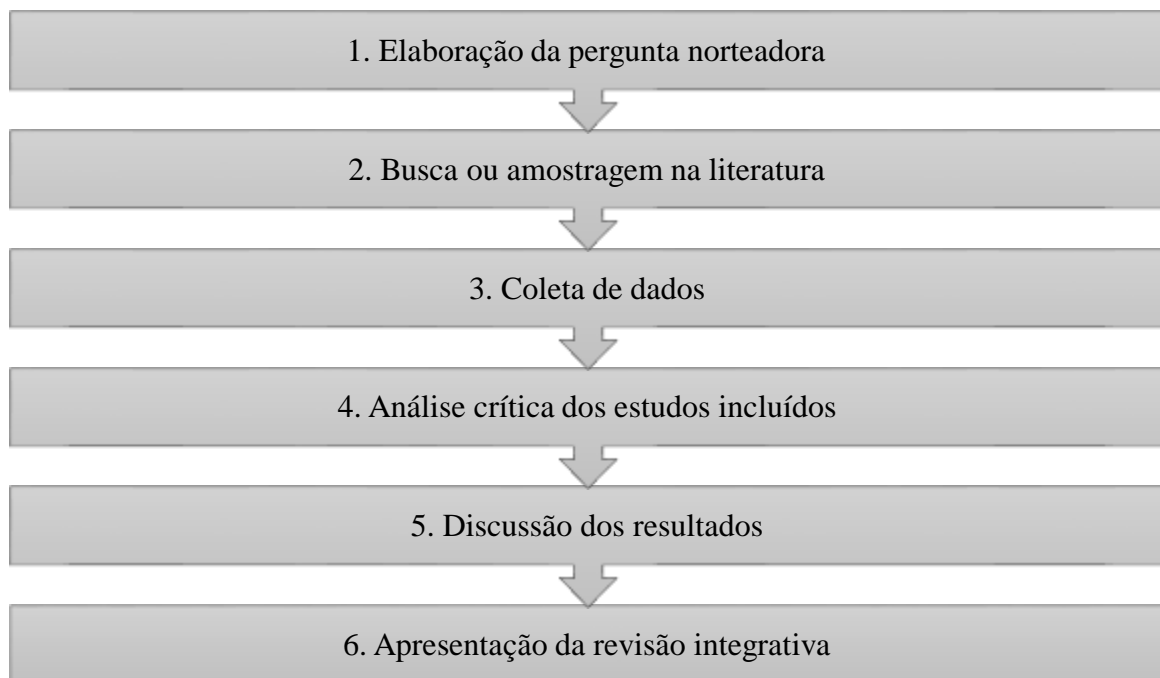 1. Elaboração da pergunta norteadora
2. Busca ou amostragem na literatura
3. Coleta de dados
4. Análise crítica dos estudos incluídos
5. Discussão dos resultados
6. Apresentação da revisão integrativa